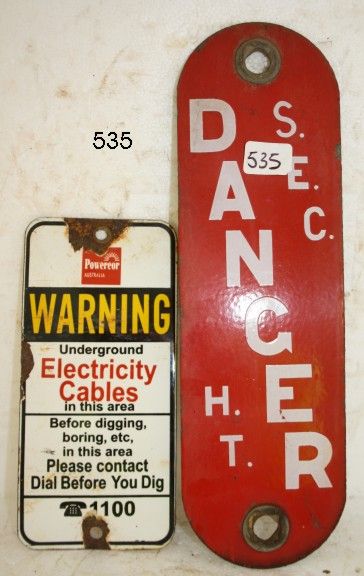 535
Powercor
AUSTRALIA
WARNING
Underground
Electricity
Cables
in this area
Before digging,
boring, etc,
in this area
Please contact
Dial Before You Dig
☎1100
DANGER
S.
E.
C.
535
H.
T.